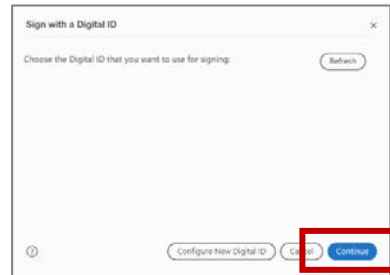 Sign with a Digital ID
Choose the Digital ID that you want to use for signing:
Refresh
Configure New Digital ID
Continue